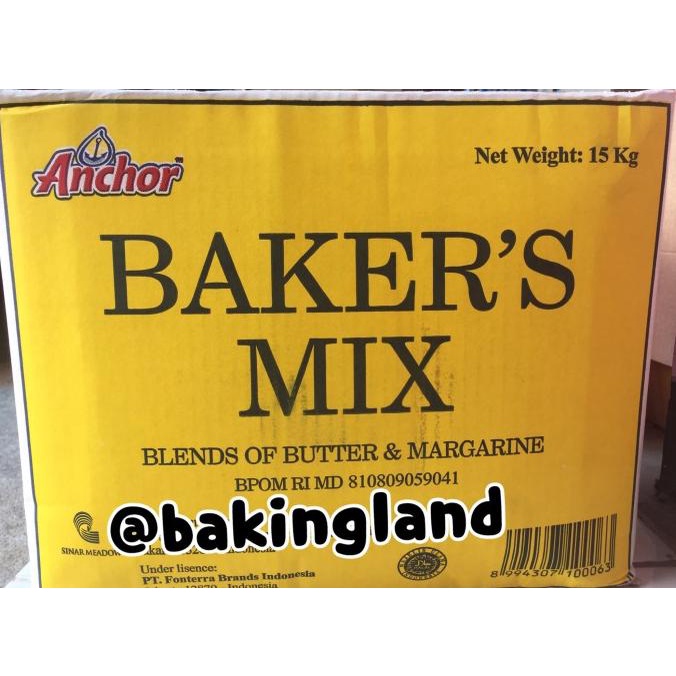 Anchor™
Net Weight: 15 Kg
BAKER'S
MIX
BLENDS OF BUTTER & MARGARINE
BPOM RI MD 810809059041
@bakingland
SINAR MEADOW
Under lisence:
PT. Fonterra Brands Indonesia
Indonesia
8 994307 100063